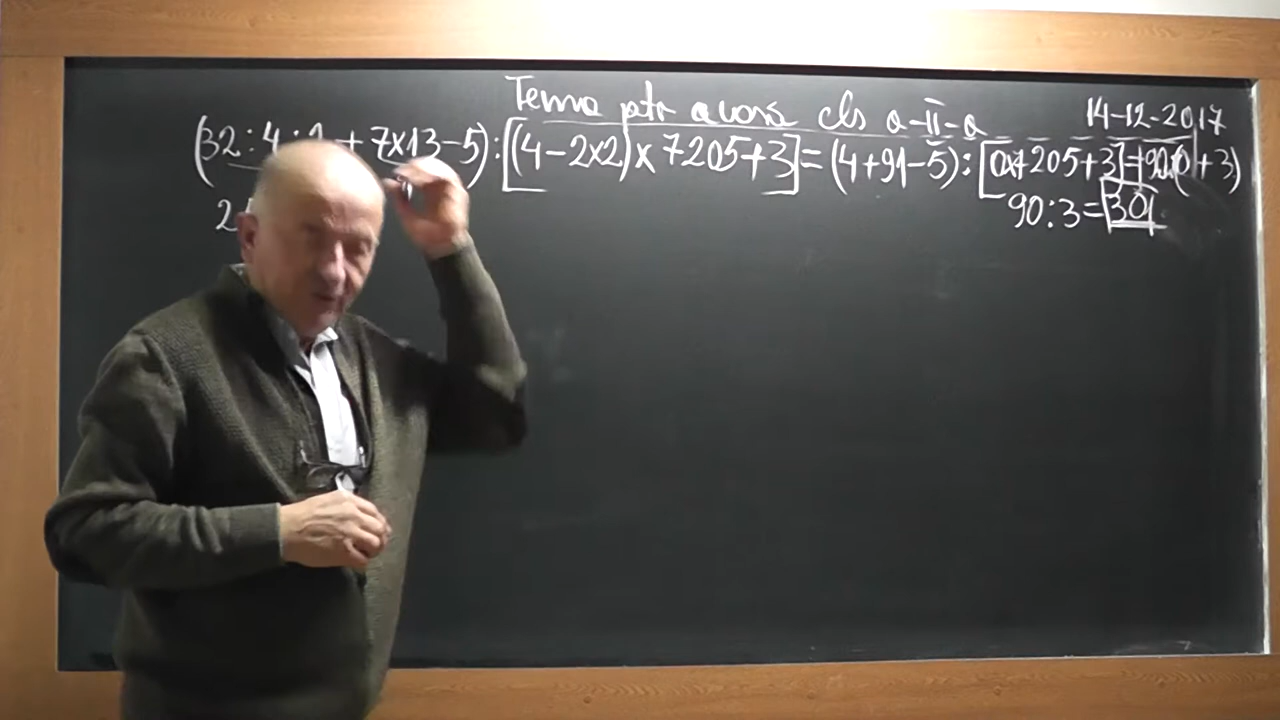 Tema ptr acasă cls a-II-a
14-12-2017
(32 : 4 : + 7x13-5) : [(4-2x2) x 7205+3] = (4+91-5) : [0x7205+3] = 90:(0+3)
90:3=30